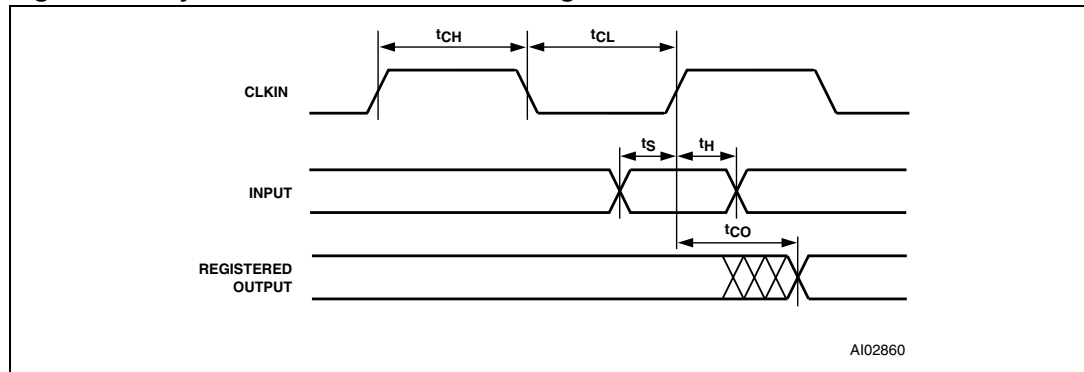 tCH
tCL
CLKIN
tS
tH
INPUT
tCO
REGISTERED
OUTPUT
AI02860